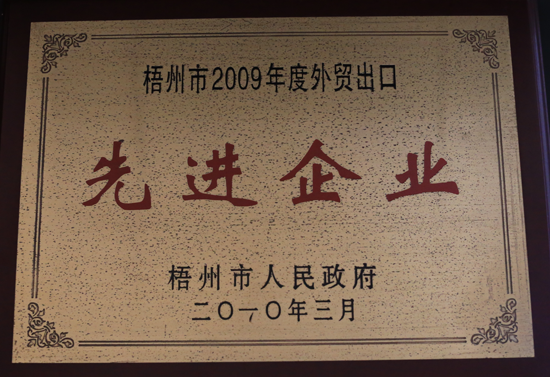 梧州市2009年度外贸出口
先进企业
梧州市人民政府
二〇一〇年三月